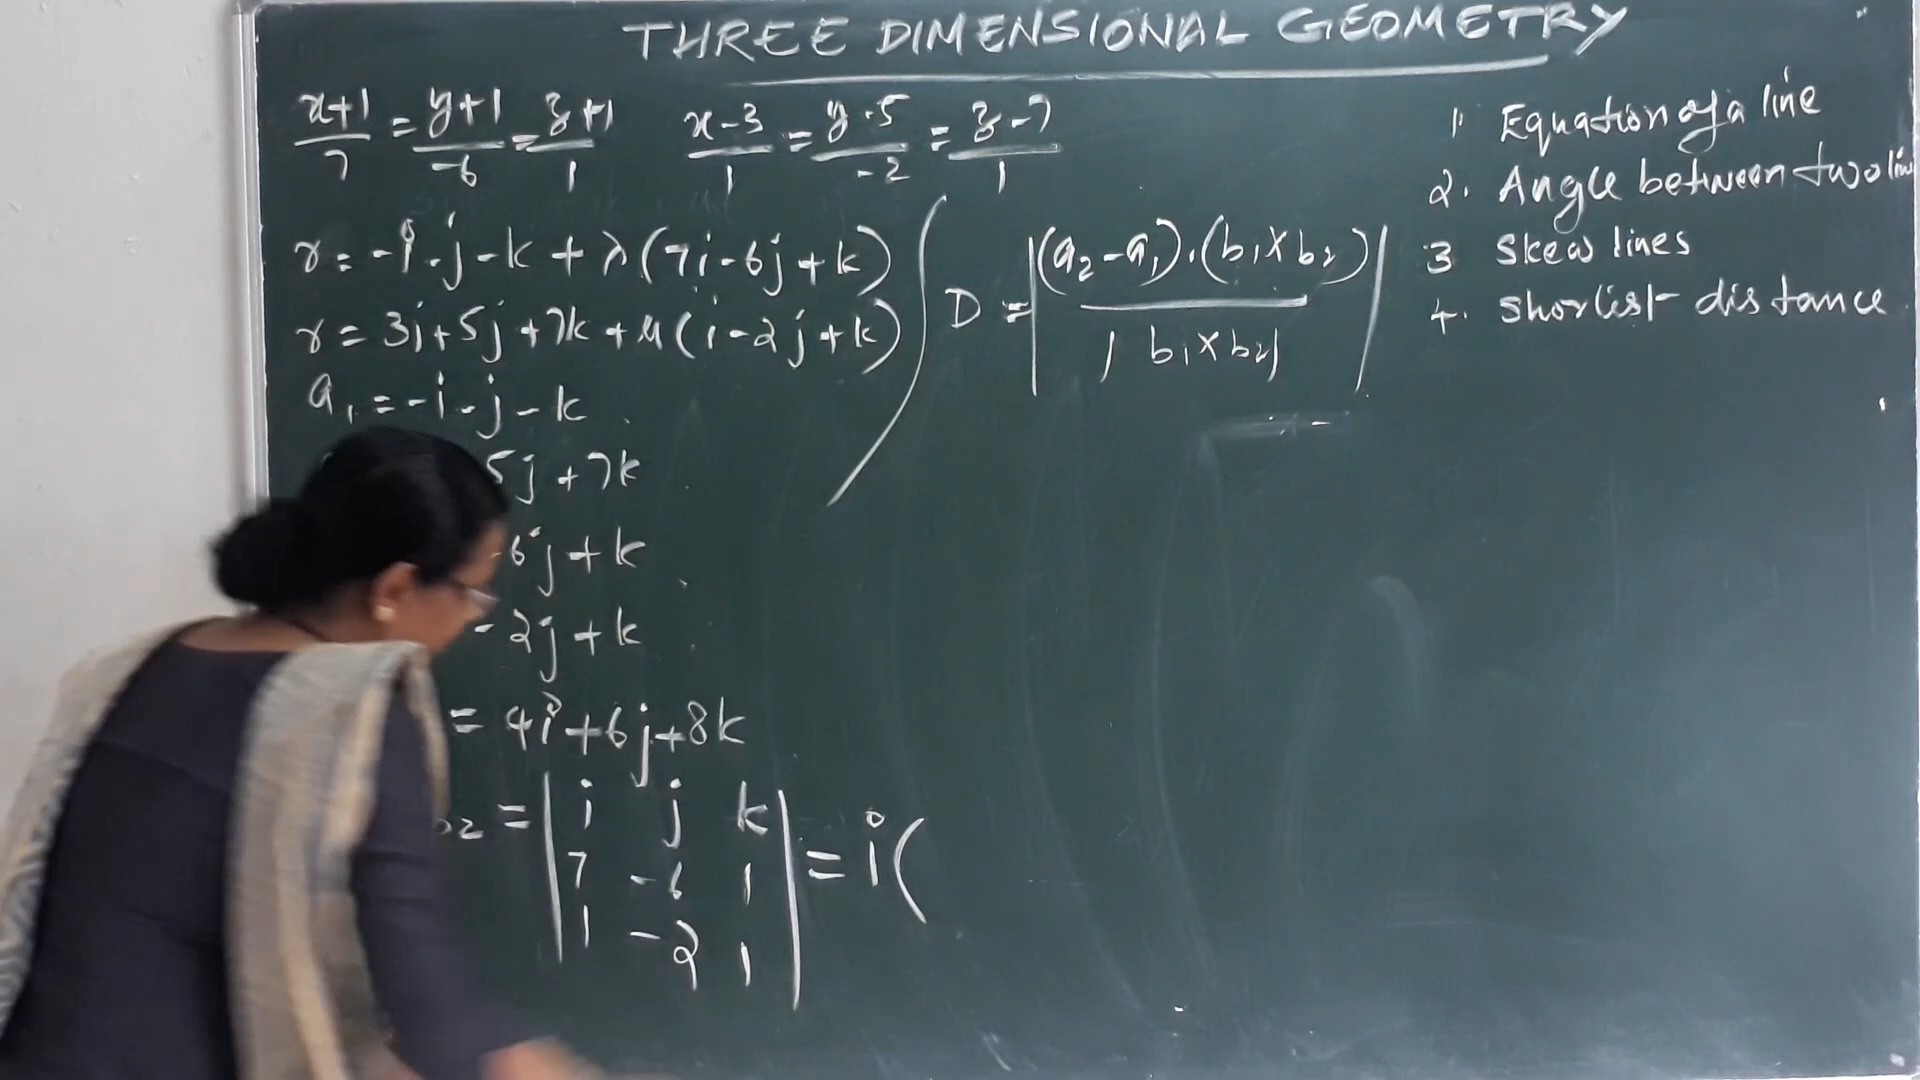 THREE DIMENSIONAL GEOMETRY
x+1/7 = y+1/-6 = z+1/1
x-3/1 = y-5/-2 = z-7/1
r = -i-j-k + λ(7i-6j+k)
r = 3i+5j+7k + μ(i-2j+k)
a₁ = -i-j-k
5j+7k
-6j+k
-2j+k
= 4i+6j+8k
b₂ = | i j k | = i(
7 -6 1
1 -2 1
D = |(a₂-a₁).(b₁×b₂) / |b₁×b₂||
1 Equation of a line
2. Angle between two lin
3 Skew lines
4. Shortest distance